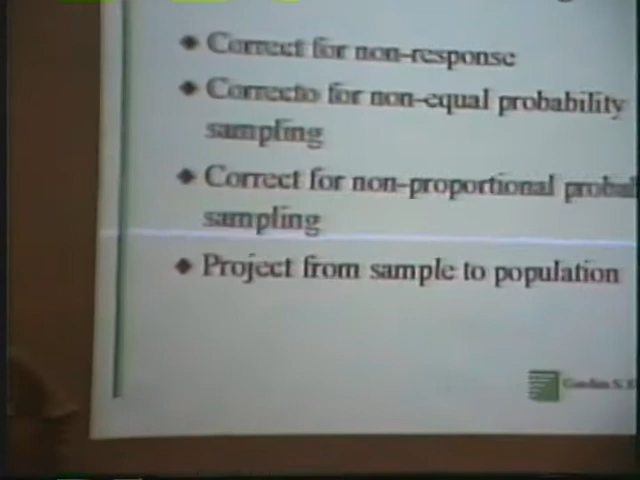 Correct for non-response
Correcto for non-equal probability
sampling
Correct for non-proportional
sampling
Project from sample to population